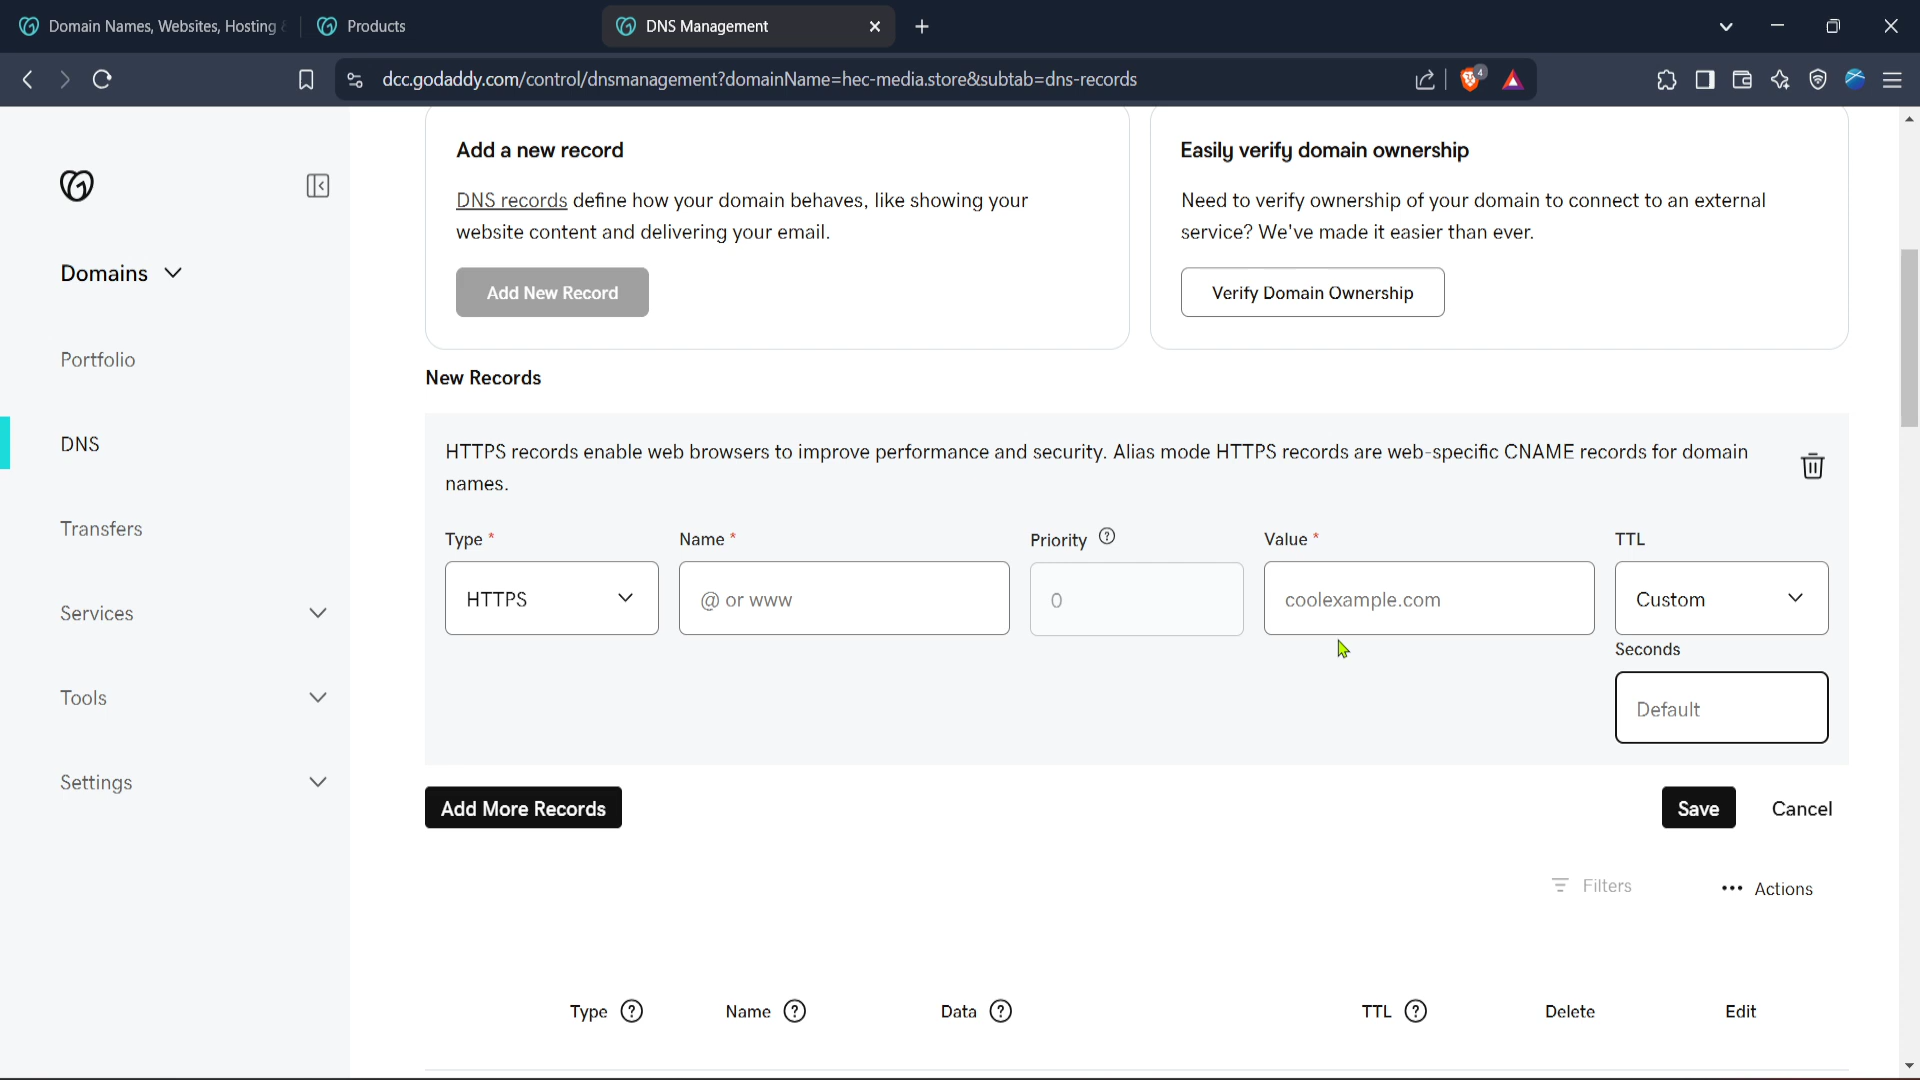 Domain Names, Websites, Hosting
Products
DNS Management
dcc.godaddy.com/control/dnsmanagement?domainName=hec-media.store&subtab=dns-records
4
Domains
Portfolio
DNS
Transfers
Services
Tools
Settings
Add a new record
DNS records define how your domain behaves, like showing your
website content and delivering your email.
Add New Record
Easily verify domain ownership
Need to verify ownership of your domain to connect to an external
service? We've made it easier than ever.
Verify Domain Ownership
New Records
HTTPS records enable web browsers to improve performance and security. Alias mode HTTPS records are web-specific CNAME records for domain
names.
Type * Name * Priority ? Value * TTL
HTTPS @ or www 0 coolexample.com Custom
Seconds
Default
Add More Records Save Cancel
Filters ••• Actions
Type ? Name ? Data ? TTL ? Delete Edit